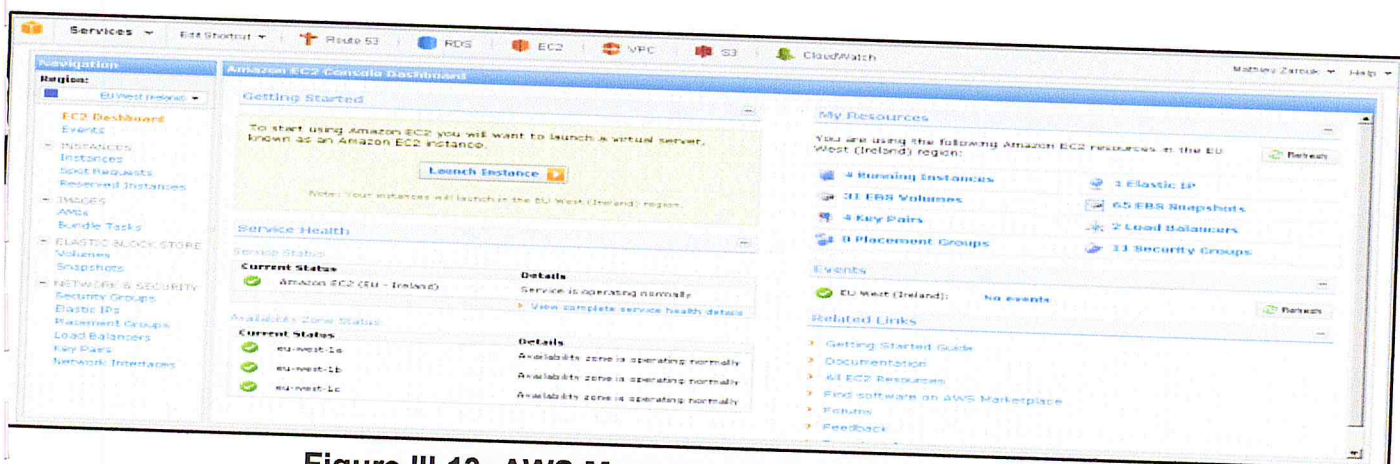 Services Edit Shortcut Route 53 RDS EC2 VPC S3 CloudWatch Help
Navigation
Region:
EU West (Ireland)
EC2 Dashboard
Events
INSTANCES
Instances
Spot Requests
Reserved Instances
IMAGES
AMIs
Bundle Tasks
ELASTIC BLOCK STORE
Volumes
Snapshots
NETWORK & SECURITY
Security Groups
Elastic IPs
Placement Groups
Load Balancers
Key Pairs
Network Interfaces
Amazon EC2 Console Dashboard
Getting Started
To start using Amazon EC2 you will want to launch a virtual server,
known as an Amazon EC2 instance.
Launch Instance
Note: Your instances will launch in the EU West (Ireland) region.
Service Health
Service Status
Current Status Details
Amazon EC2 (EU - Ireland) Service is operating normally
View complete service health details
Availability Zone Status
Current Status Details
eu-west-1a Availability zone is operating normally
eu-west-1b Availability zone is operating normally
eu-west-1c Availability zone is operating normally
My Resources
You are using the following Amazon EC2 resources in the EU
West (Ireland) region:
Refresh
4 Running Instances 1 Elastic IP
31 EBS Volumes 65 EBS Snapshots
4 Key Pairs 2 Load Balancers
0 Placement Groups 11 Security Groups
Events
EU West (Ireland): No events
Refresh
Related Links
Getting Started Guide
Documentation
All EC2 Resources
Find software on AWS Marketplace
Forums
Feedback